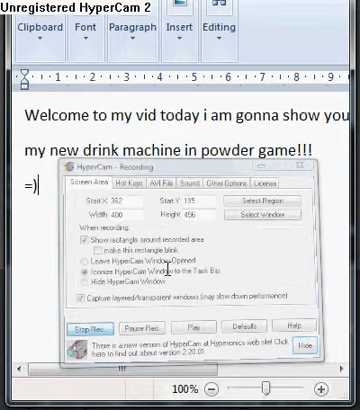 Unregistered HyperCam 2
Clipboard Font Paragraph Insert Editing
Welcome to my vid today i am gonna show you
my new drink machine in powder game!!!
=)
HyperCam - Recording
Screen Area Hot Keys AVI File Sound Other Options License
Start X 362 Start Y 195 Select Region
Width 400 Height 456 Select Window
When recording:
Show rectangle around recorded area
make this rectangle blink
Leave HyperCam Window Opened
Iconize HyperCam Window to the Task Bar
Hide HyperCam Window
Capture layered/transparent windows (may slow down performance)
Stop Rec. Pause Rec. Play Defaults Help
There is a new version of HyperCam at Hyperionics web site! Click
here to find out about version 2.20.01
Hide
100%